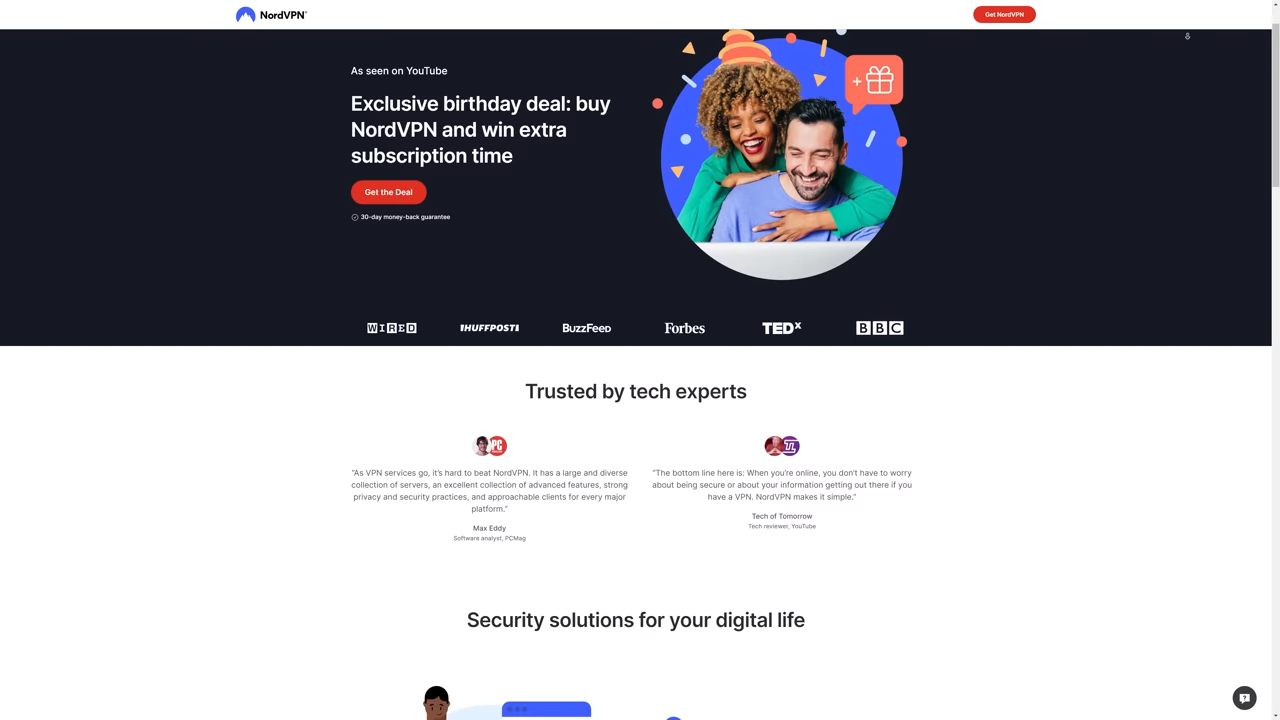 NordVPN®
Get NordVPN
As seen on YouTube
Exclusive birthday deal: buy
NordVPN and win extra
subscription time
Get the Deal
30-day money-back guarantee
WIRED
HUFFPOST
BuzzFeed
Forbes
TEDx
BBC
Trusted by tech experts
PC
TL
“As VPN services go, it’s hard to beat NordVPN. It has a large and diverse
collection of servers, an excellent collection of advanced features, strong
privacy and security practices, and approachable clients for every major
platform.”
Max Eddy
Software analyst, PCMag
“The bottom line here is: When you’re online, you don’t have to worry
about being secure or about your information getting out there if you
have a VPN. NordVPN makes it simple.”
Tech of Tomorrow
Tech reviewer, YouTube
Security solutions for your digital life